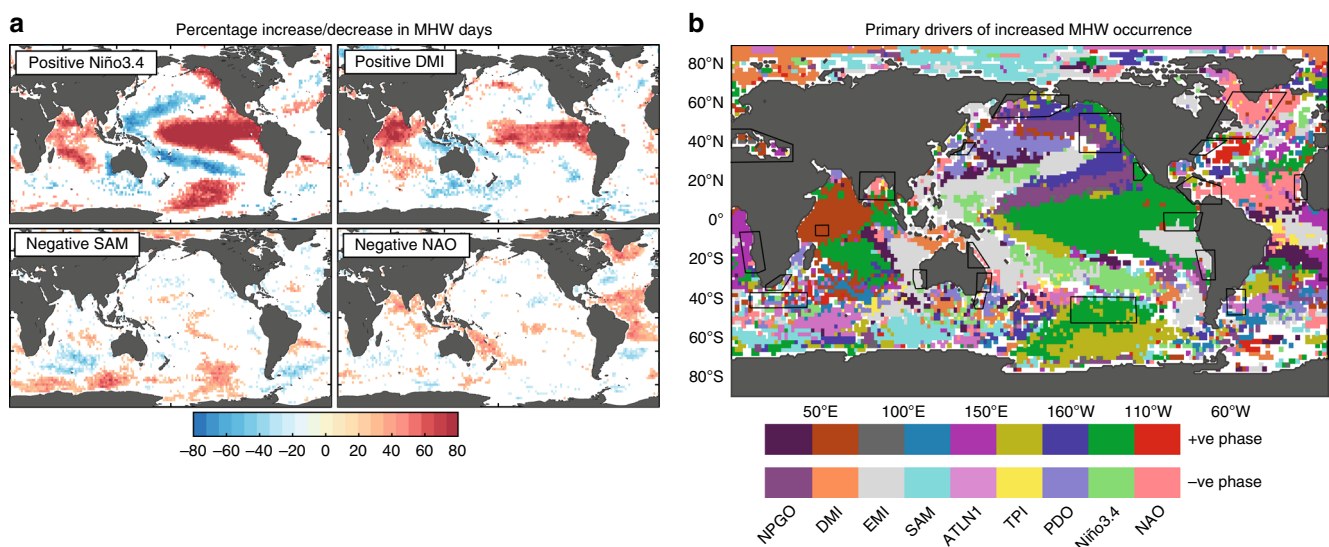 a
Percentage increase/decrease in MHW days
Positive Niño3.4
Positive DMI
Negative SAM
Negative NAO
–80 –60 –40 –20 0 20 40 60 80
b
Primary drivers of increased MHW occurrence
80°N
60°N
40°N
20°N
0°
20°S
40°S
60°S
80°S
50°E 100°E 150°E 160°W 110°W 60°W
+ve phase
–ve phase
NPGO DMI EMI SAM ATLN1 TPI PDO Niño3.4 NAO